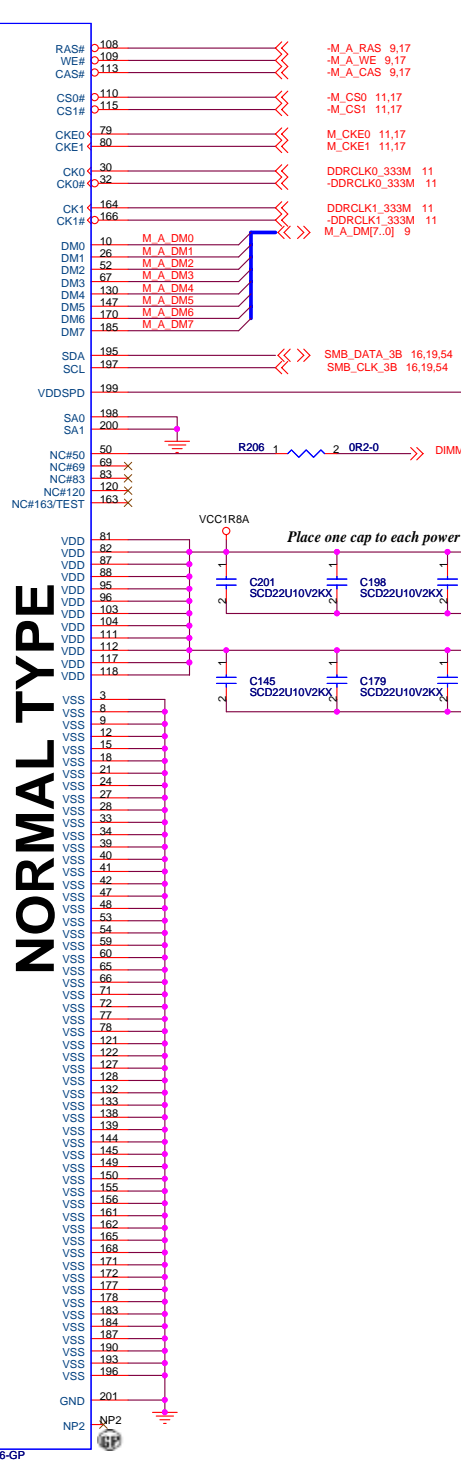 RAS# 108 -M_A_RAS 9,17
WE# 109 -M_A_WE 9,17
CAS# 113 -M_A_CAS 9,17
CS0# 110 -M_CS0 11,17
CS1# 115 -M_CS1 11,17
CKE0 79 M_CKE0 11,17
CKE1 80 M_CKE1 11,17
CK0 30 DDRCLK0_333M 11
CK0# 32 -DDRCLK0_333M 11
CK1 164 DDRCLK1_333M 11
CK1# 166 -DDRCLK1_333M 11
M_A_DM[7..0] 9
DM0 10 M_A_DM0
DM1 26 M_A_DM1
DM2 52 M_A_DM2
DM3 67 M_A_DM3
DM4 130 M_A_DM4
DM5 147 M_A_DM5
DM6 170 M_A_DM6
DM7 185 M_A_DM7
SDA 195 SMB_DATA_3B 16,19,54
SCL 197 SMB_CLK_3B 16,19,54
VDDSPD 199
SA0 198
SA1 200
NC#50 50 R206 1 2 0R2-0 DIMM
NC#69 69
NC#83 83
NC#120 120
NC#163/TEST 163
VCC1R8A
Place one cap to each power
VDD 81
VDD 82
VDD 87
VDD 88
VDD 95
VDD 96
VDD 103
VDD 104
VDD 111
VDD 112
VDD 117
VDD 118
1 2 C201 SCD22U10V2KX
1 2 C198 SCD22U10V2KX
1 2
1 2 C145 SCD22U10V2KX
1 2 C179 SCD22U10V2KX
1 2
NORMAL TYPE
VSS 3
VSS 8
VSS 9
VSS 12
VSS 15
VSS 18
VSS 21
VSS 24
VSS 27
VSS 28
VSS 33
VSS 34
VSS 39
VSS 40
VSS 41
VSS 42
VSS 47
VSS 48
VSS 53
VSS 54
VSS 59
VSS 60
VSS 65
VSS 66
VSS 71
VSS 72
VSS 77
VSS 78
VSS 121
VSS 122
VSS 127
VSS 128
VSS 132
VSS 133
VSS 138
VSS 139
VSS 144
VSS 145
VSS 149
VSS 150
VSS 155
VSS 156
VSS 161
VSS 162
VSS 165
VSS 168
VSS 171
VSS 172
VSS 177
VSS 178
VSS 183
VSS 184
VSS 187
VSS 190
VSS 193
VSS 196
GND 201
NP2 NP2
GP
6-GP